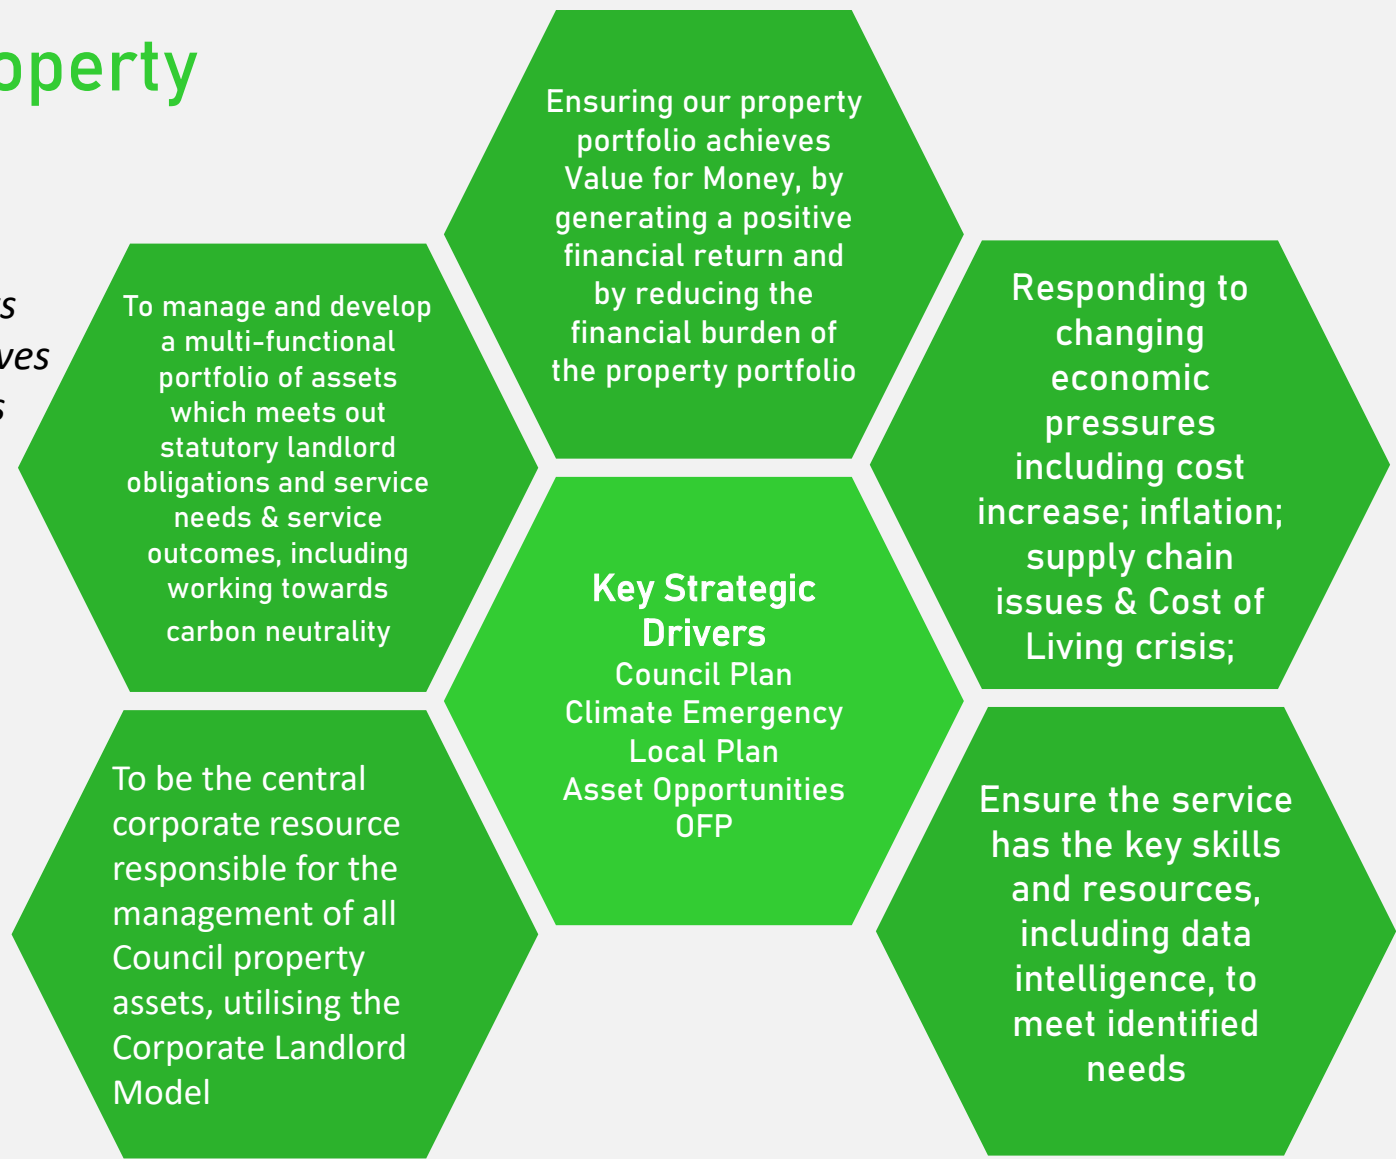 operty
s
ves
s
Ensuring our property
portfolio achieves
Value for Money, by
generating a positive
financial return and
by reducing the
financial burden of
the property portfolio
To manage and develop
a multi-functional
portfolio of assets
which meets out
statutory landlord
obligations and service
needs & service
outcomes, including
working towards
carbon neutrality
Responding to
changing
economic
pressures
including cost
increase; inflation;
supply chain
issues & Cost of
Living crisis;
Key Strategic
Drivers
Council Plan
Climate Emergency
Local Plan
Asset Opportunities
OFP
To be the central
corporate resource
responsible for the
management of all
Council property
assets, utilising the
Corporate Landlord
Model
Ensure the service
has the key skills
and resources,
including data
intelligence, to
meet identified
needs